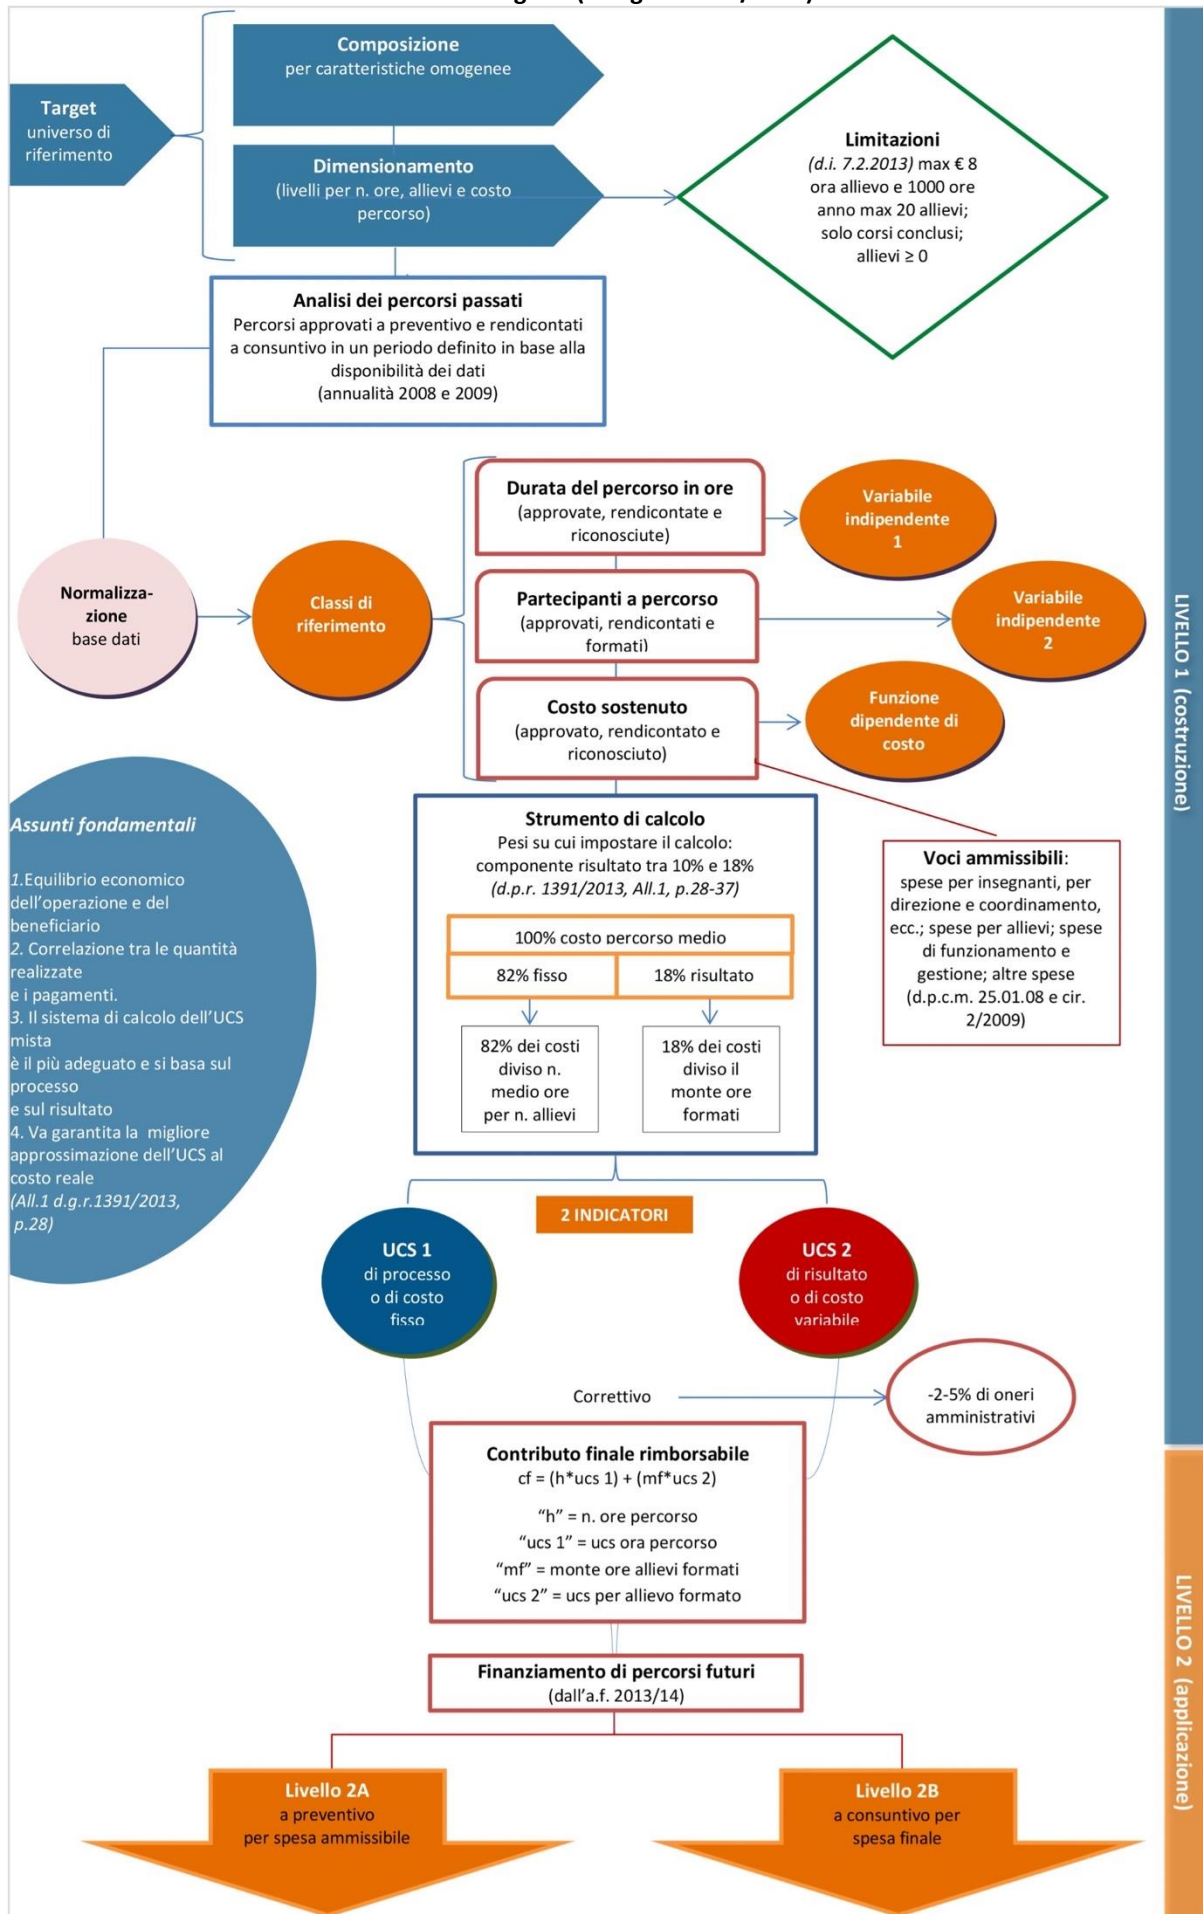 Composizione
per caratteristiche omogenee
Target
universo di
riferimento
Dimensionamento
(livelli per n. ore, allievi e costo
percorso)
Limitazioni
(d.i. 7.2.2013) max € 8
ora allievo e 1000 ore
anno max 20 allievi;
solo corsi conclusi;
allievi ≥ 0
Analisi dei percorsi passati
Percorsi approvati a preventivo e rendicontati
a consuntivo in un periodo definito in base alla
disponibilità dei dati
(annualità 2008 e 2009)
Durata del percorso in ore
(approvate, rendicontate e
riconosciute)
Variabile
indipendente
1
Normalizza-
zione
base dati
Classi di
riferimento
Partecipanti a percorso
(approvati, rendicontati e
formati)
Variabile
indipendente
2
Costo sostenuto
(approvato, rendicontato e
riconosciuto)
Funzione
dipendente di
costo
Assunti fondamentali
1.Equilibrio economico
dell'operazione e del
beneficiario
2. Correlazione tra le quantità
realizzate
e i pagamenti.
3. Il sistema di calcolo dell'UCS
mista
è il più adeguato e si basa sul
processo
e sul risultato
4. Va garantita la migliore
approssimazione dell'UCS al
costo reale
(All.1 d.g.r.1391/2013,
p.28)
Strumento di calcolo
Pesi su cui impostare il calcolo:
componente risultato tra 10% e 18%
(d.p.r. 1391/2013, All.1, p.28-37)
100% costo percorso medio
82% fisso
18% risultato
82% dei costi
diviso n.
medio ore
per n. allievi
18% dei costi
diviso il
monte ore
formati
Voci ammissibili:
spese per insegnanti, per
direzione e coordinamento,
ecc.; spese per allievi; spese
di funzionamento e
gestione; altre spese
(d.p.c.m. 25.01.08 e cir.
2/2009)
2 INDICATORI
UCS 1
di processo
o di costo
fisso
UCS 2
di risultato
o di costo
variabile
Correttivo
-2-5% di oneri
amministrativi
Contributo finale rimborsabile
cf = (h*ucs 1) + (mf*ucs 2)
"h" = n. ore percorso
"ucs 1" = ucs ora percorso
"mf" = monte ore allievi formati
"ucs 2" = ucs per allievo formato
Finanziamento di percorsi futuri
(dall'a.f. 2013/14)
Livello 2A
a preventivo
per spesa ammissibile
Livello 2B
a consuntivo per
spesa finale
LIVELLO 1 (costruzione)
LIVELLO 2 (applicazione)